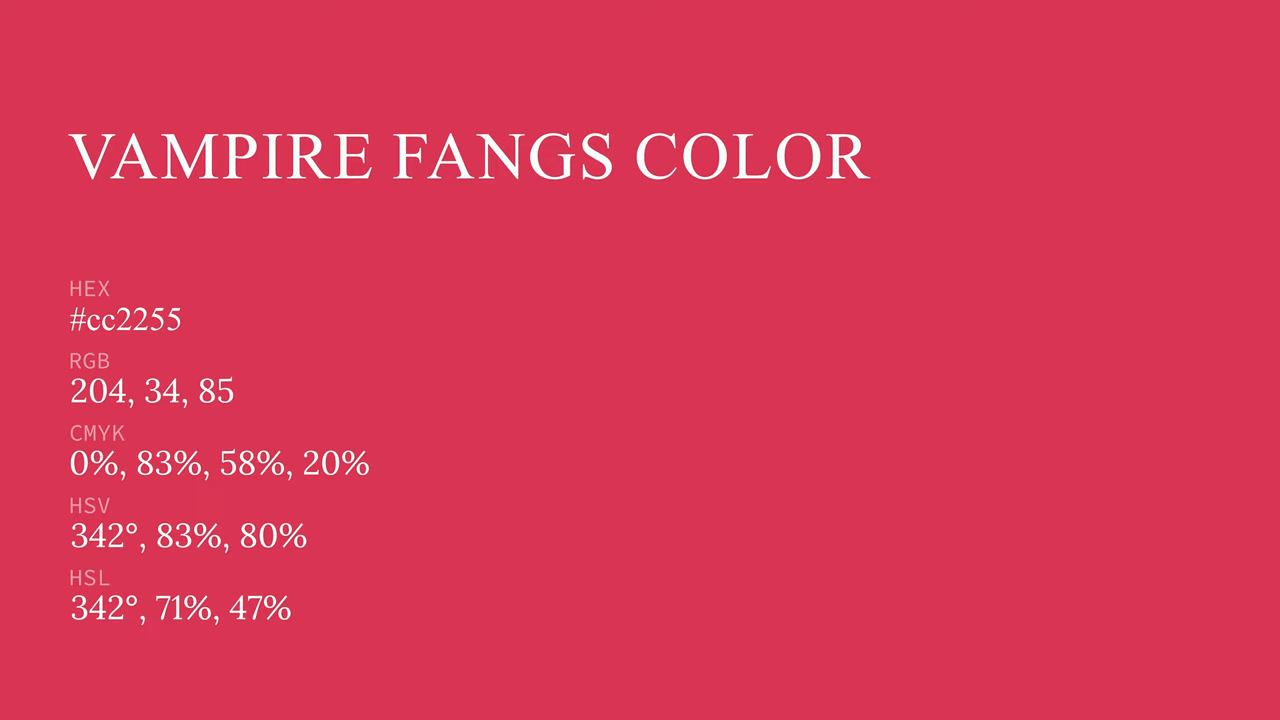 VAMPIRE FANGS COLOR
HEX
#cc2255
RGB
204, 34, 85
CMYK
0%, 83%, 58%, 20%
HSV
342°, 83%, 80%
HSL
342°, 71%, 47%